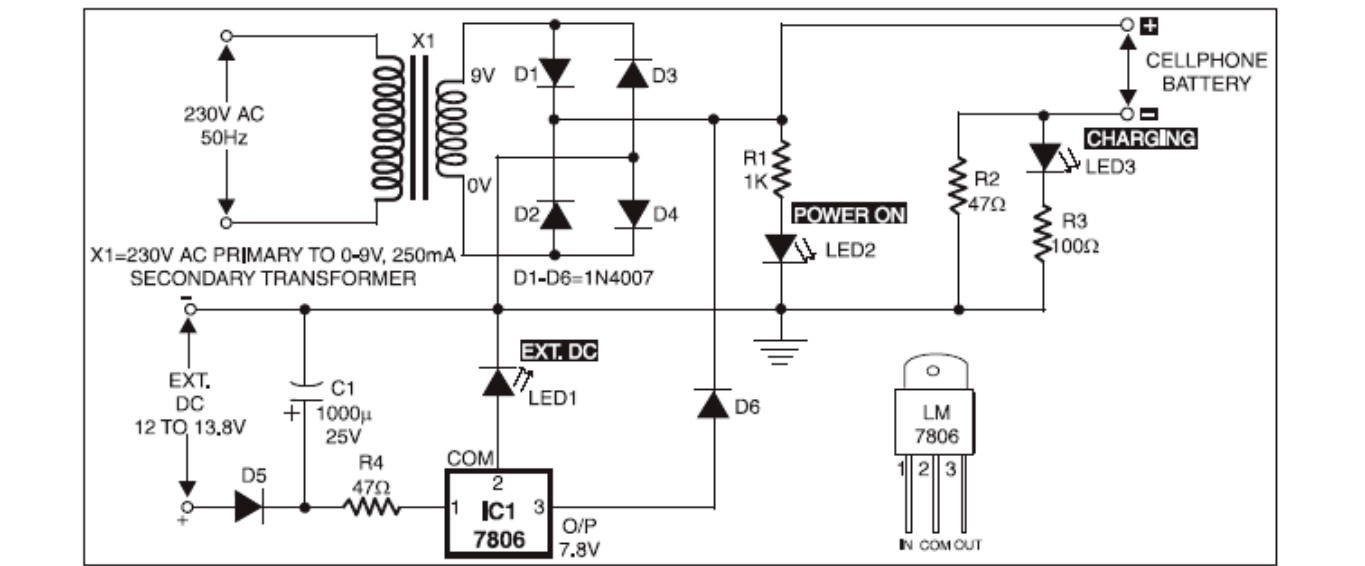 X1
9V
0V
230V AC
50Hz
D1
D3
D2
D4
X1=230V AC PRIMARY TO 0-9V, 250mA
SECONDARY TRANSFORMER
D1-D6=1N4007
R1
1K
POWER ON
LED2
+
CELLPHONE
BATTERY
-
CHARGING
LED3
R2
47Ω
R3
100Ω
-
EXT.
DC
12 TO 13.8V
+
C1
+
1000µ
25V
D5
R4
47Ω
EXT. DC
LED1
COM
2
1
IC1
3
7806
O/P
7.8V
D6
LM
7806
1 2 3
IN COM OUT